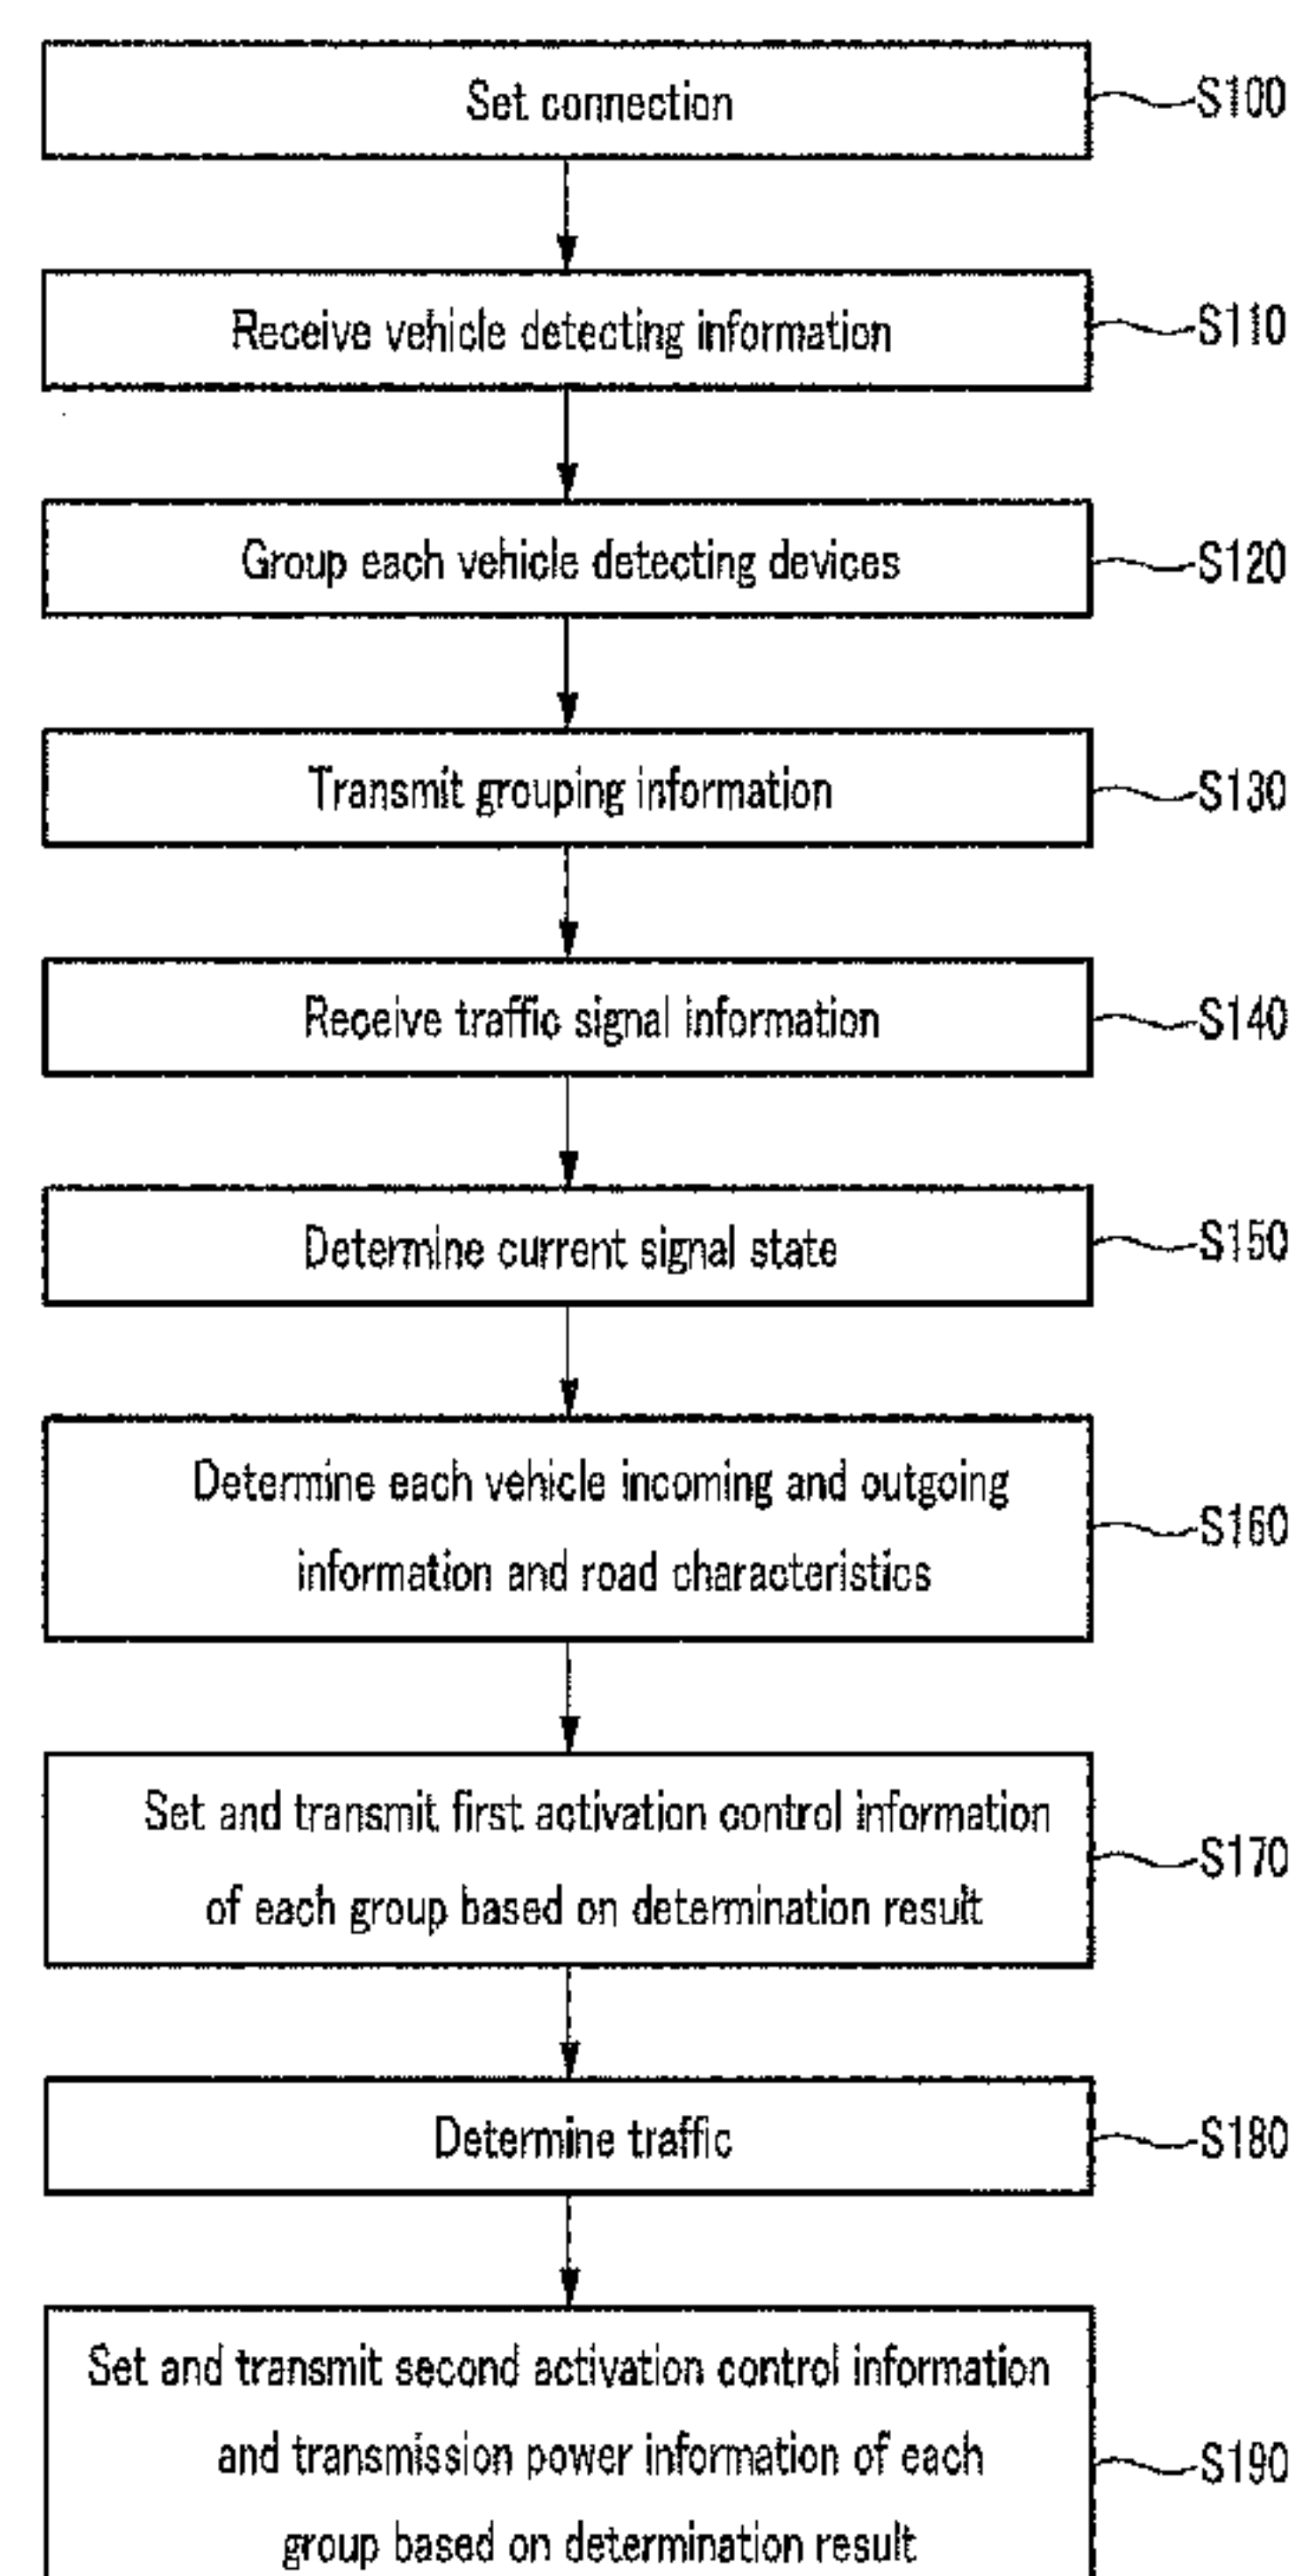 Set connection
S100
Receive vehicle detecting information
S110
Group each vehicle detecting devices
S120
Transmit grouping information
S130
Receive traffic signal information
S140
Determine current signal state
S150
Determine each vehicle incoming and outgoing
information and road characteristics
S160
Set and transmit first activation control information
of each group based on determination result
S170
Determine traffic
S180
Set and transmit second activation control information
and transmission power information of each
group based on determination result
S190